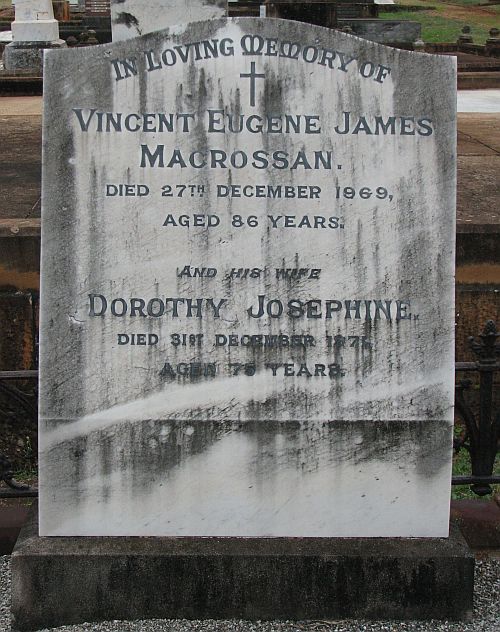 In Loving Memory of
Vincent Eugene James
Macrossan.
DIED 27TH DECEMBER 1969,
AGED 86 YEARS.
AND HIS WIFE
Dorothy Josephine.
DIED 31ST DECEMBER
AGED YEARS.